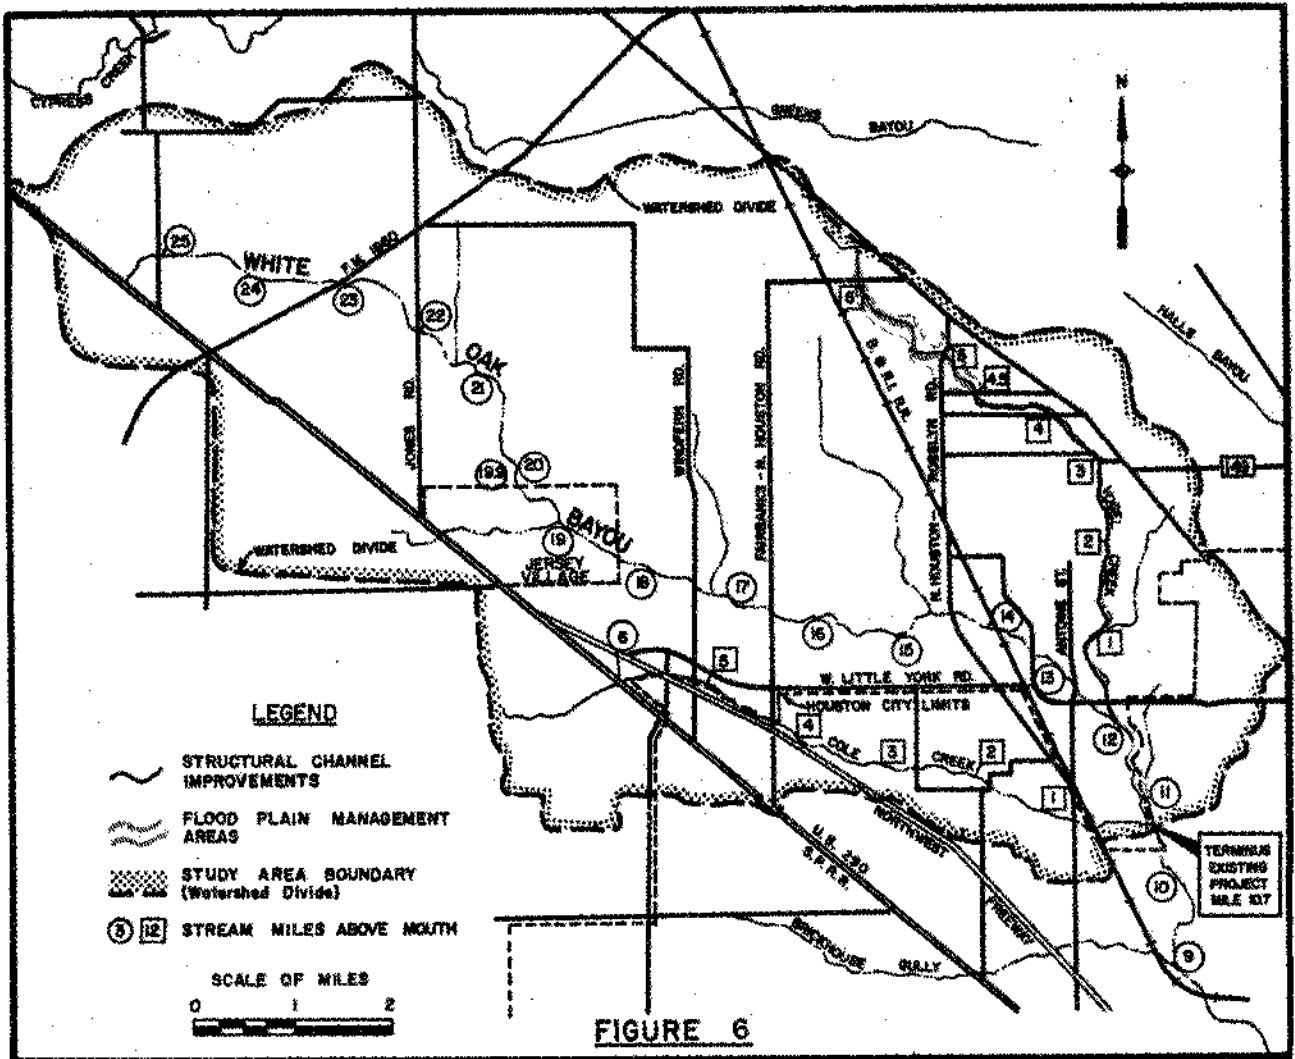 CYPRESS CREEK
GREENS BAYOU
N
WATERSHED DIVIDE
HALLS BAYOU
25
WHITE
24
F.M. 1960
23
22
OAK
21
JONES RD.
WINDFERN RD.
FAIRBANKS - N. HOUSTON RD.
B. & R.I. R.R.
N. HOUSTON - ROSSLYN RD.
6
5
4.5
4
3
149
VOGEL CREEK
2
1
20
19.9
BAYOU
19
JERSEY
VILLAGE
18
17
16
15
14
13
12
11
10
9
ANTOINE ST.
WATERSHED DIVIDE
6
5
W. LITTLE YORK RD.
HOUSTON CITY LIMITS
4
COLE CREEK
3
2
1
NORTHWEST FREEWAY
U.S. 290
S.P.R.R.
BRICKHOUSE GULLY
TERMINUS
EXISTING
PROJECT
MILE 10.7
LEGEND
STRUCTURAL CHANNEL
IMPROVEMENTS
FLOOD PLAIN MANAGEMENT
AREAS
STUDY AREA BOUNDARY
(Watershed Divide)
3 12 STREAM MILES ABOVE MOUTH
SCALE OF MILES
0 1 2
FIGURE 6